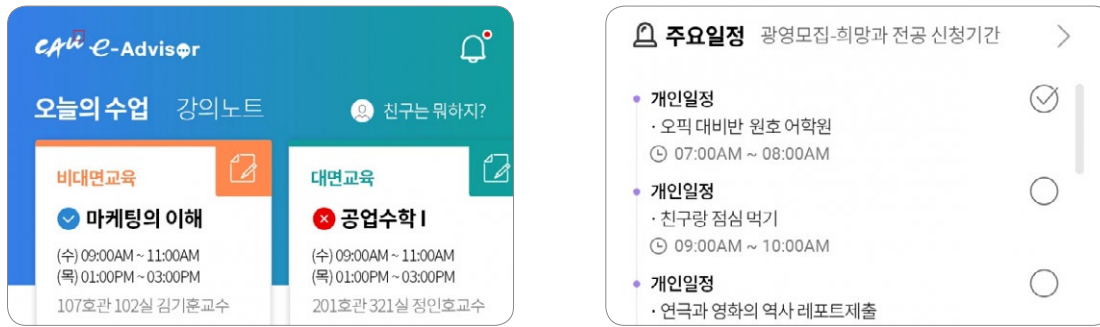 CAU e-Advisor
오늘의 수업 강의노트 친구는 뭐하지?
비대면교육
마케팅의 이해
(수) 09:00AM ~ 11:00AM
(목) 01:00PM ~ 03:00PM
107호관 102실 김기훈교수
대면교육
공업수학 I
(수) 09:00AM ~ 11:00AM
(목) 01:00PM ~ 03:00PM
201호관 321실 정인호교수
주요일정 광영모집-희망과 전공 신청기간
개인일정
· 오픽 대비반 원호 어학원
07:00AM ~ 08:00AM
개인일정
· 친구랑 점심 먹기
09:00AM ~ 10:00AM
개인일정
· 연극과 영화의 역사 레포트제출